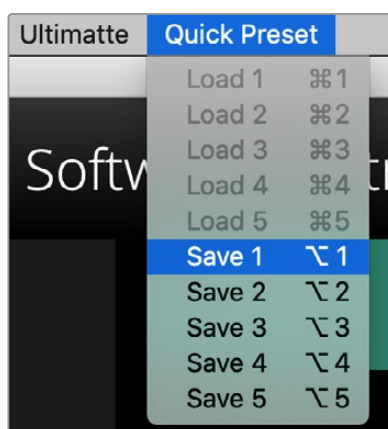 Ultimatte Quick Preset
Load 1 ⌘1
Load 2 ⌘2
Load 3 ⌘3
Load 4 ⌘4
Load 5 ⌘5
Save 1 ⌥1
Save 2 ⌥2
Save 3 ⌥3
Save 4 ⌥4
Save 5 ⌥5